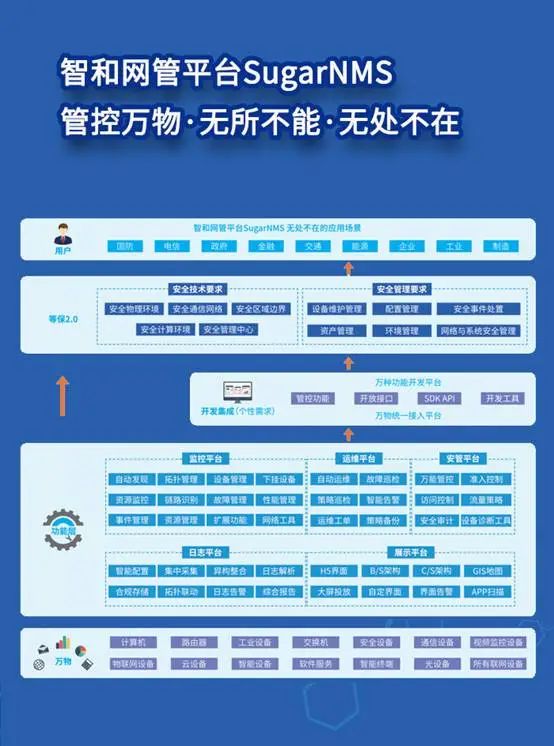 智和网管平台SugarNMS
管控万物·无所不能·无处不在
智和网管平台SugarNMS 无处不在的应用场景
用户
国防 电信 政府 金融 交通 能源 企业 工业 制造
等保2.0
安全技术要求
安全物理环境 安全通信网络 安全区域边界
安全计算环境 安全管理中心
安全管理要求
设备维护管理 配置管理 安全事件处置
资产管理 环境管理 网络与系统安全管理
开发集成(个性需求)
万种功能开发平台
管控功能 开放接口 SDK API 开发工具
万物统一接入平台
功能层
监控平台
自动发现 拓扑管理 设备管理 下挂设备
资源监控 链路识别 故障管理 性能管理
事件管理 资源管理 扩展功能 网络工具
运维平台
自动运维 故障巡检
策略巡检 智能告警
运维工单 策略备份
安管平台
万能管控 准入控制
访问控制 流量策略
安全审计 设备诊断工具
日志平台
智能配置 集中采集 异构整合 日志解析
合规存储 拓扑联动 日志告警 综合报告
展示平台
H5界面 B/S架构 C/S架构 GIS地图
大屏投放 自定界面 界面告警 APP扫描
万物
计算机 路由器 工业设备 交换机 安全设备 通信设备 视频监控设备
物联网设备 云设备 智能设备 软件服务 智能终端 光设备 所有联网设备